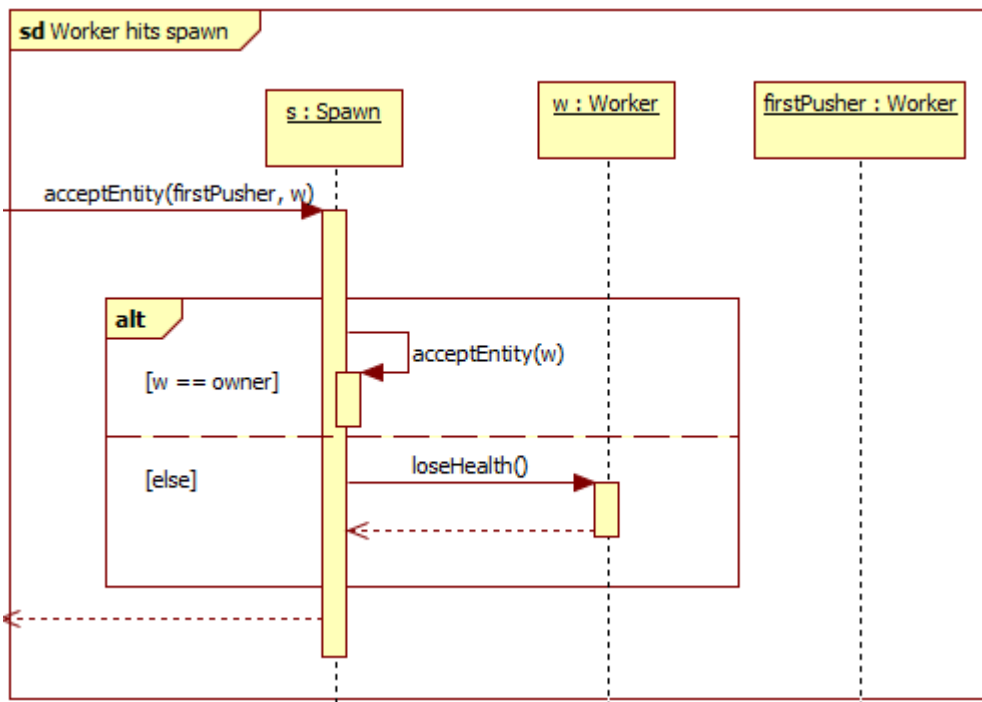 sd Worker hits spawn
s : Spawn
w : Worker
firstPusher : Worker
acceptEntity(firstPusher, w)
alt
acceptEntity(w)
[w == owner]
loseHealth()
[else]